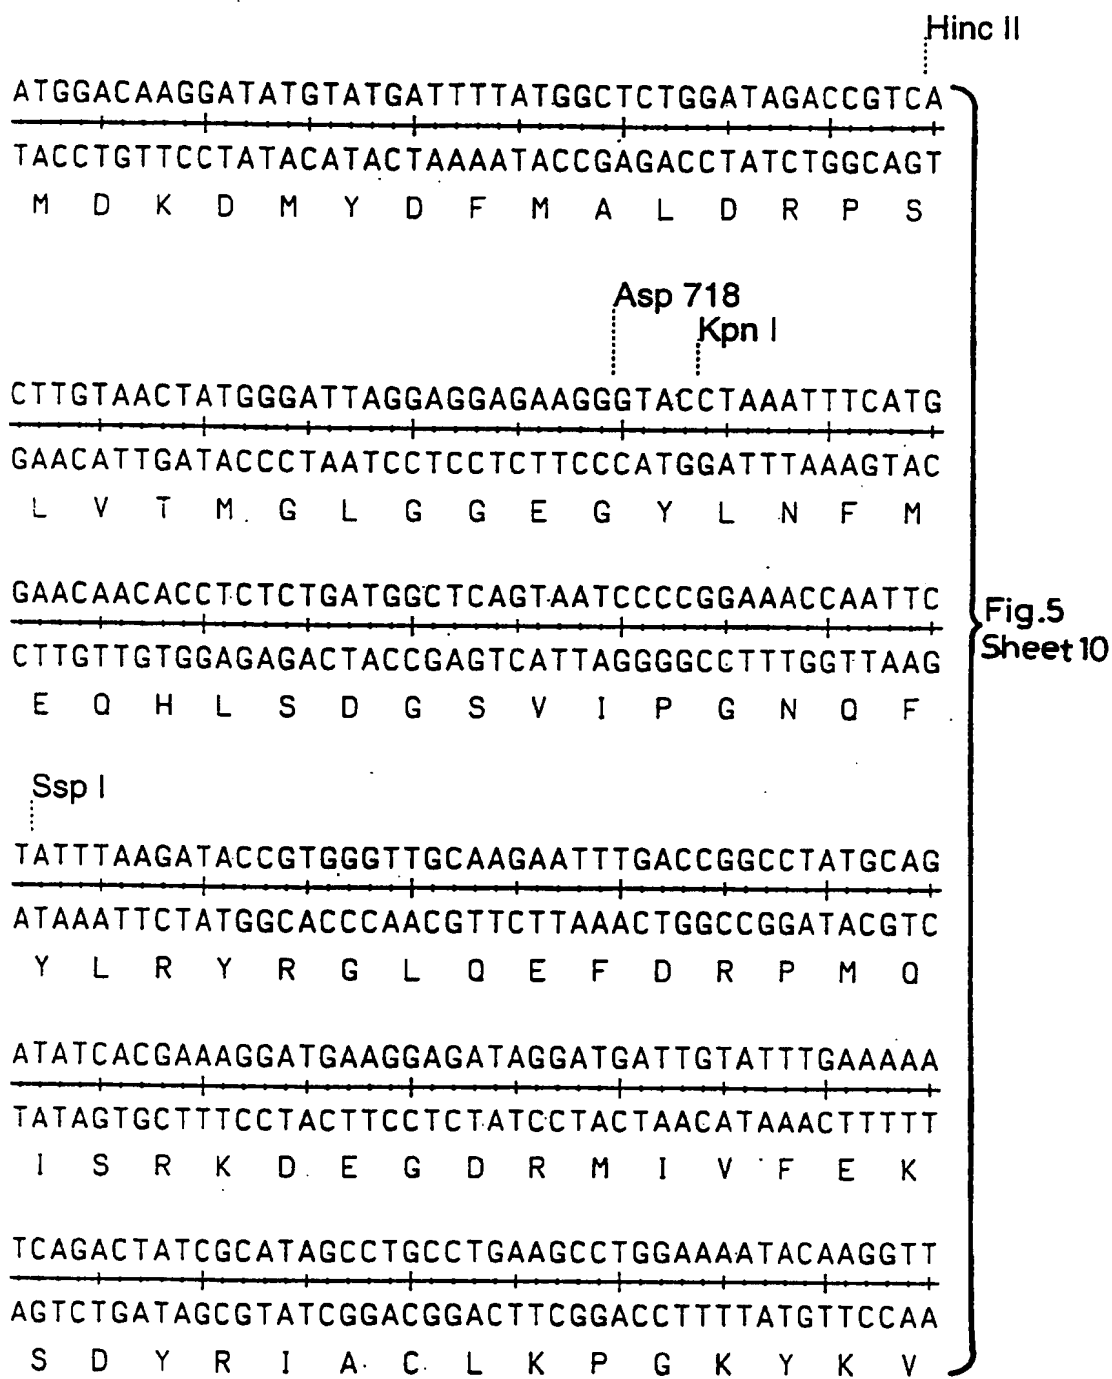 Hinc II
ATGGACAAGGATATGTATGATTTTATGGCTCTGGATAGACCGTCA
TACCTGTTCCTATACATACTAAAATACCGAGACCTATCTGGCAGT
M D K D M Y D F M A L D R P S
Asp 718
Kpn I
CTTGTAACTATGGGATTAGGAGGAGAAGGGTACCTAAATTTCATG
GAACATTGATACCCTAATCCTCCTCTTCCCATGGATTTAAAGTAC
L V T M G L G G E G Y L N F M
GAACAACACCTCTCTGATGGCTCAGTAATCCCCGGAAACCAATTC
CTTGTTGTGGAGAGACTACCGAGTCATTAGGGGCCTTTGGTTAAG
E Q H L S D G S V I P G N Q F
Fig.5
Sheet 10
Ssp I
TATTTAAGATACCGTGGGTTGCAAGAATTTGACCGGCCTATGCAG
ATAAATTCTATGGCACCCAACGTTCTTAAACTGGCCGGATACGTC
Y L R Y R G L Q E F D R P M Q
ATATCACGAAAGGATGAAGGAGATAGGATGATTGTATTTGAAAAA
TATAGTGCTTTCCTACTTCCTCTATCCTACTAACATAAACTTTTT
I S R K D E G D R M I V F E K
TCAGACTATCGCATAGCCTGCCTGAAGCCTGGAAAATACAAGGTT
AGTCTGATAGCGTATCGGACGGACTTCGGACCTTTTATGTTCCAA
S D Y R I A C L K P G K Y K V